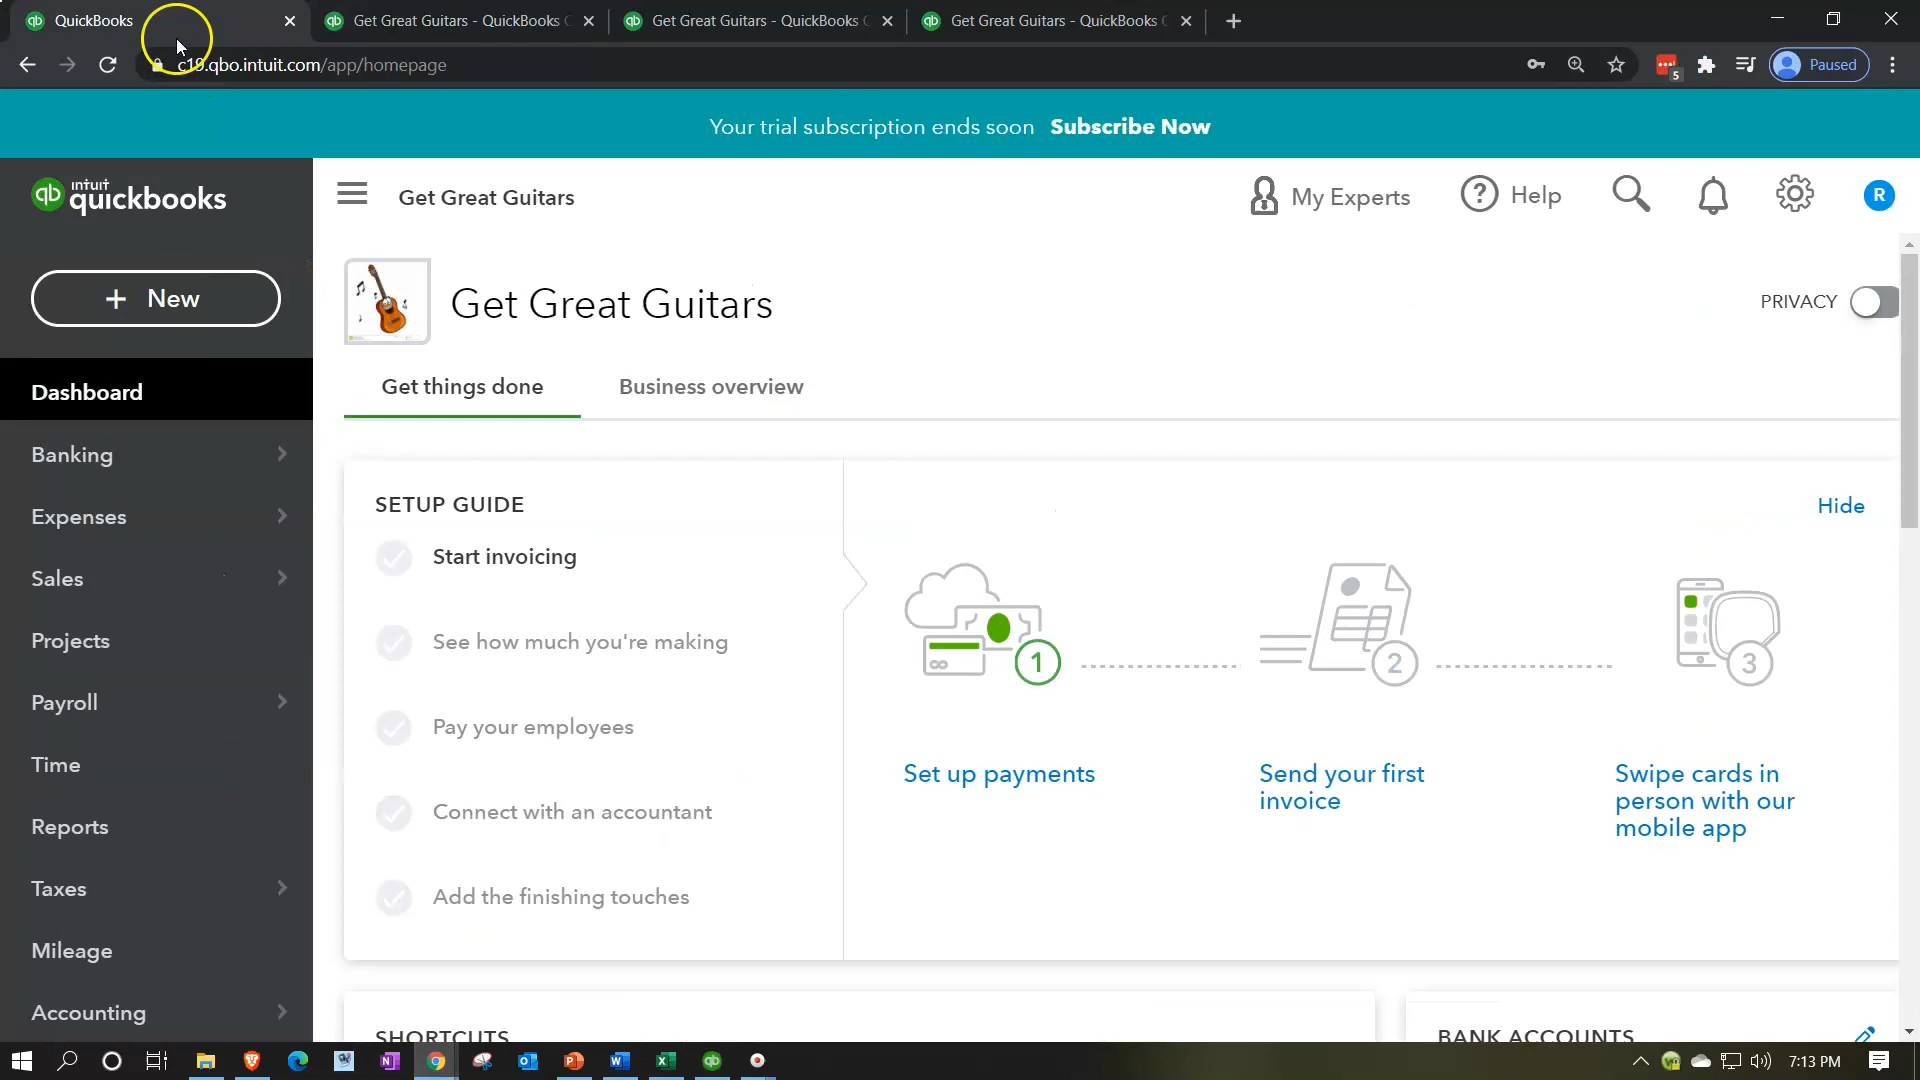 QuickBooks
Get Great Guitars - QuickBooks
Get Great Guitars - QuickBooks
Get Great Guitars - QuickBooks
c19.qbo.intuit.com/app/homepage
5
Paused
Your trial subscription ends soon Subscribe Now
intuit
quickbooks
Get Great Guitars
My Experts
? Help
R
+ New
Get Great Guitars
PRIVACY
Get things done
Business overview
Dashboard
Banking
Expenses
Sales
Projects
Payroll
Time
Reports
Taxes
Mileage
Accounting
SETUP GUIDE
Hide
Start invoicing
See how much you're making
Pay your employees
Connect with an accountant
Add the finishing touches
1
2
3
Set up payments
Send your first
invoice
Swipe cards in
person with our
mobile app
SHORTCUTS
BANK ACCOUNTS
7:13 PM